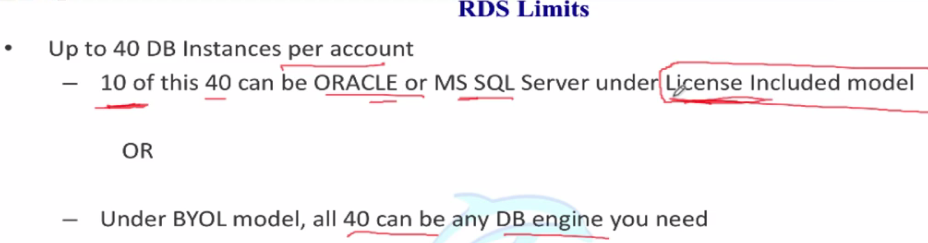 RDS Limits
• Up to 40 DB Instances per account
– 10 of this 40 can be ORACLE or MS SQL Server under License Included model
OR
– Under BYOL model, all 40 can be any DB engine you need